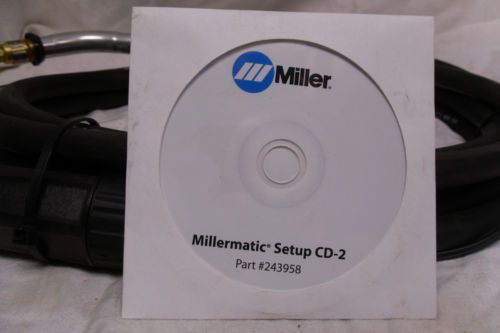 Miller®
Millermatic® Setup CD-2
Part #243958